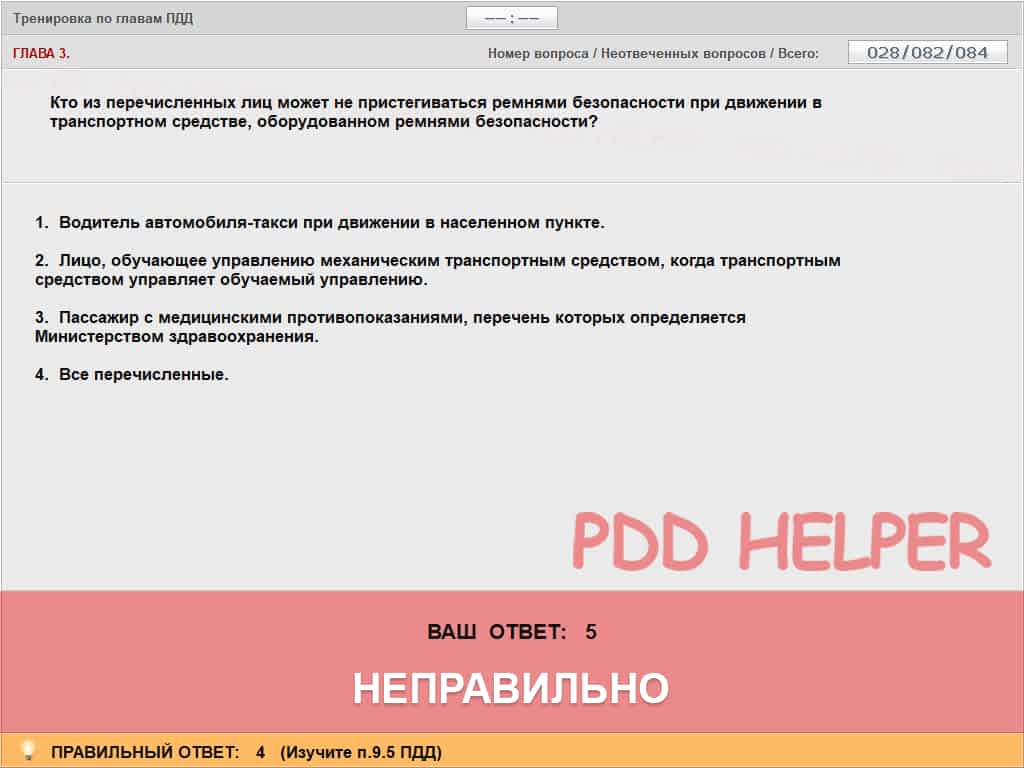 Тренировка по главам ПДД
––:––
ГЛАВА 3.
Номер вопроса / Неотвеченных вопросов / Всего:
028/082/084
Кто из перечисленных лиц может не пристегиваться ремнями безопасности при движении в
транспортном средстве, оборудованном ремнями безопасности?
1. Водитель автомобиля-такси при движении в населенном пункте.
2. Лицо, обучающее управлению механическим транспортным средством, когда транспортным
средством управляет обучаемый управлению.
3. Пассажир с медицинскими противопоказаниями, перечень которых определяется
Министерством здравоохранения.
4. Все перечисленные.
PDD HELPER
ВАШ ОТВЕТ: 5
НЕПРАВИЛЬНО
ПРАВИЛЬНЫЙ ОТВЕТ: 4 (Изучите п.9.5 ПДД)